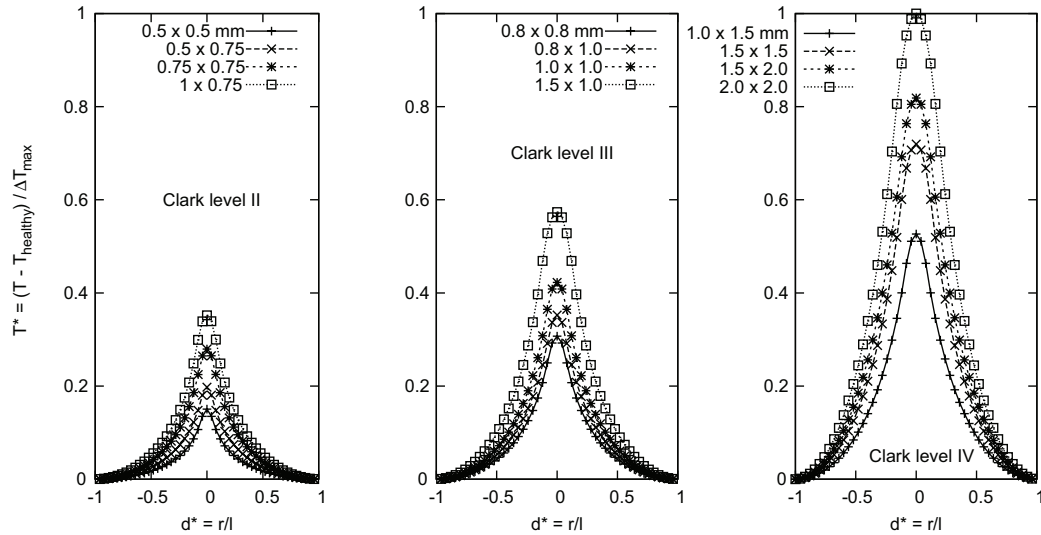 T* = (T - T_healthy) / ΔT_max
0.5 x 0.5 mm
0.5 x 0.75
0.75 x 0.75
1 x 0.75
Clark level II
1
0.8
0.6
0.4
0.2
0
-1 -0.5 0 0.5 1
d* = r/l
0.8 x 0.8 mm
0.8 x 1.0
1.0 x 1.0
1.5 x 1.0
Clark level III
1
0.8
0.6
0.4
0.2
0
-1 -0.5 0 0.5 1
d* = r/l
1.0 x 1.5 mm
1.5 x 1.5
1.5 x 2.0
2.0 x 2.0
Clark level IV
1
0.8
0.6
0.4
0.2
0
-1 -0.5 0 0.5 1
d* = r/l